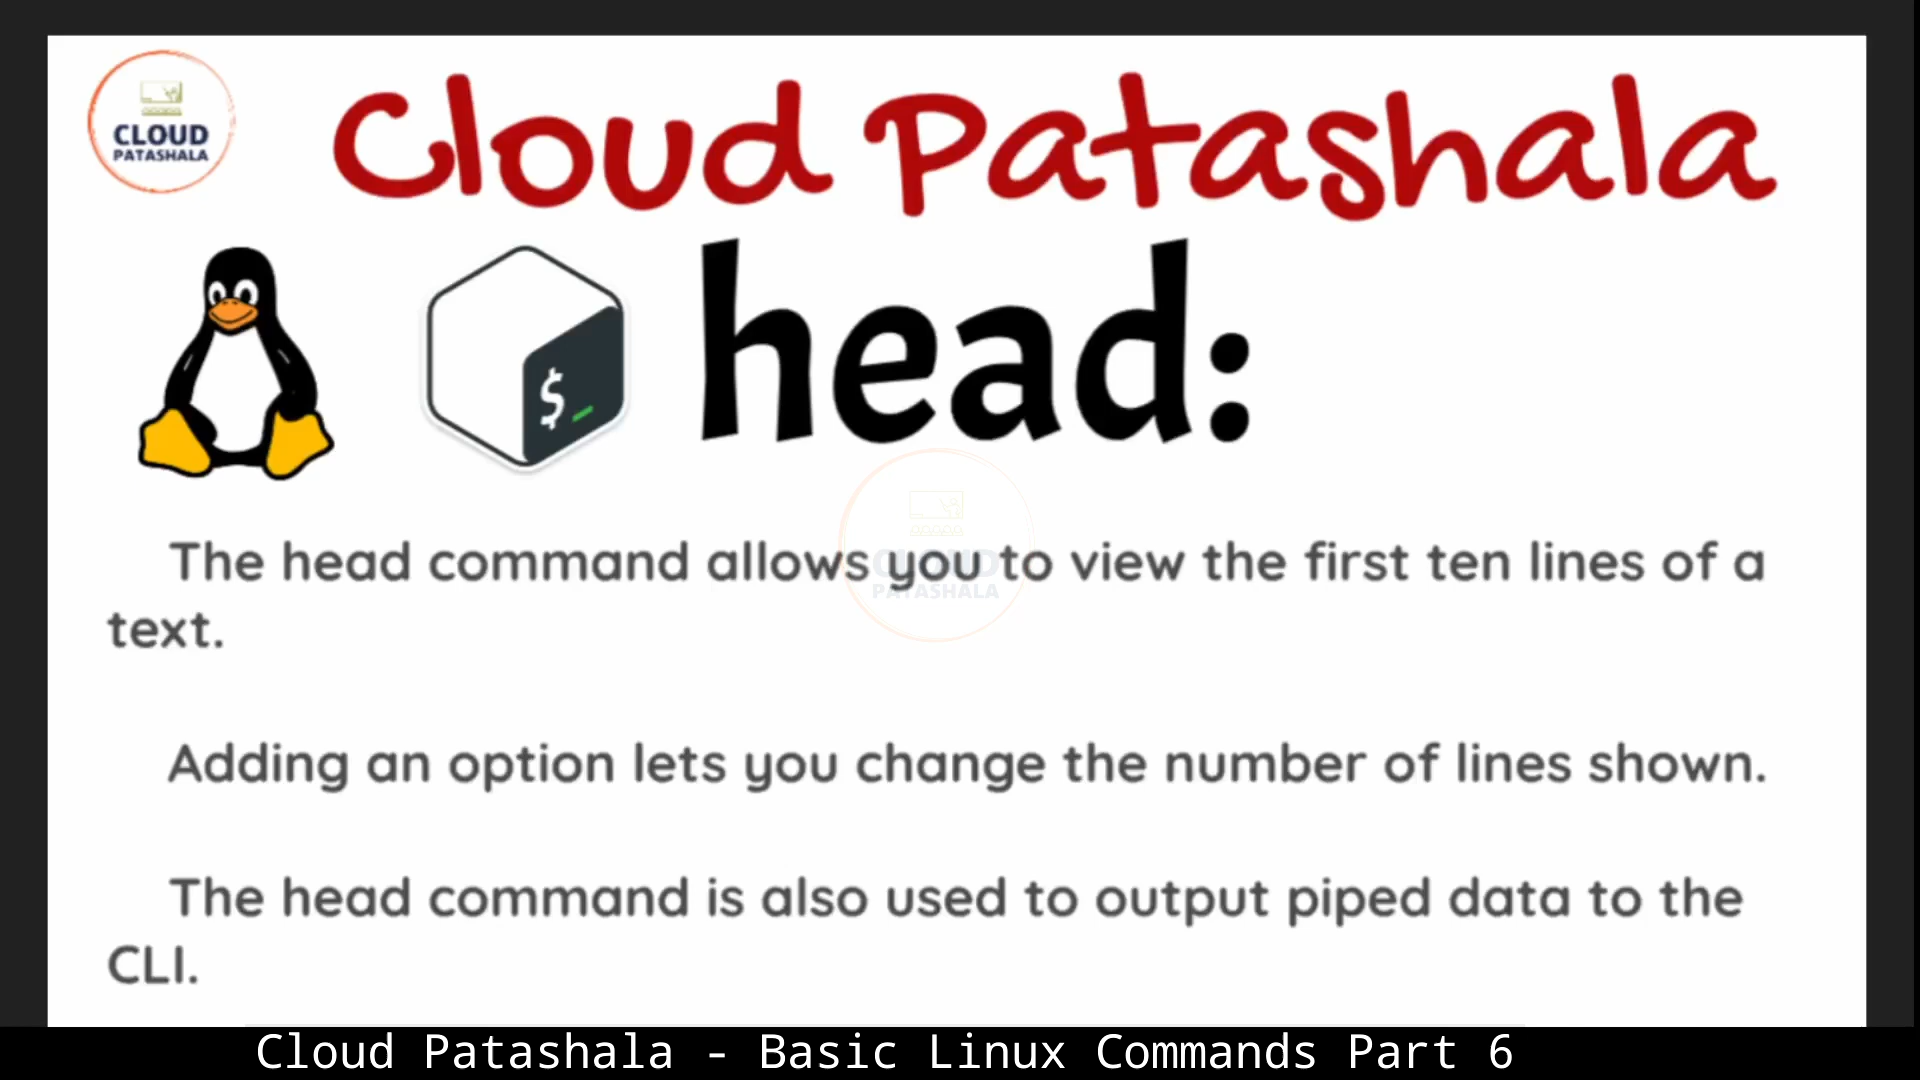 CLOUD
PATASHALA
Cloud Patashala
$_
head:
The head command allows you to view the first ten lines of a
text.
CLOUD
PATASHALA
Adding an option lets you change the number of lines shown.
The head command is also used to output piped data to the
CLI.
Cloud Patashala - Basic Linux Commands Part 6